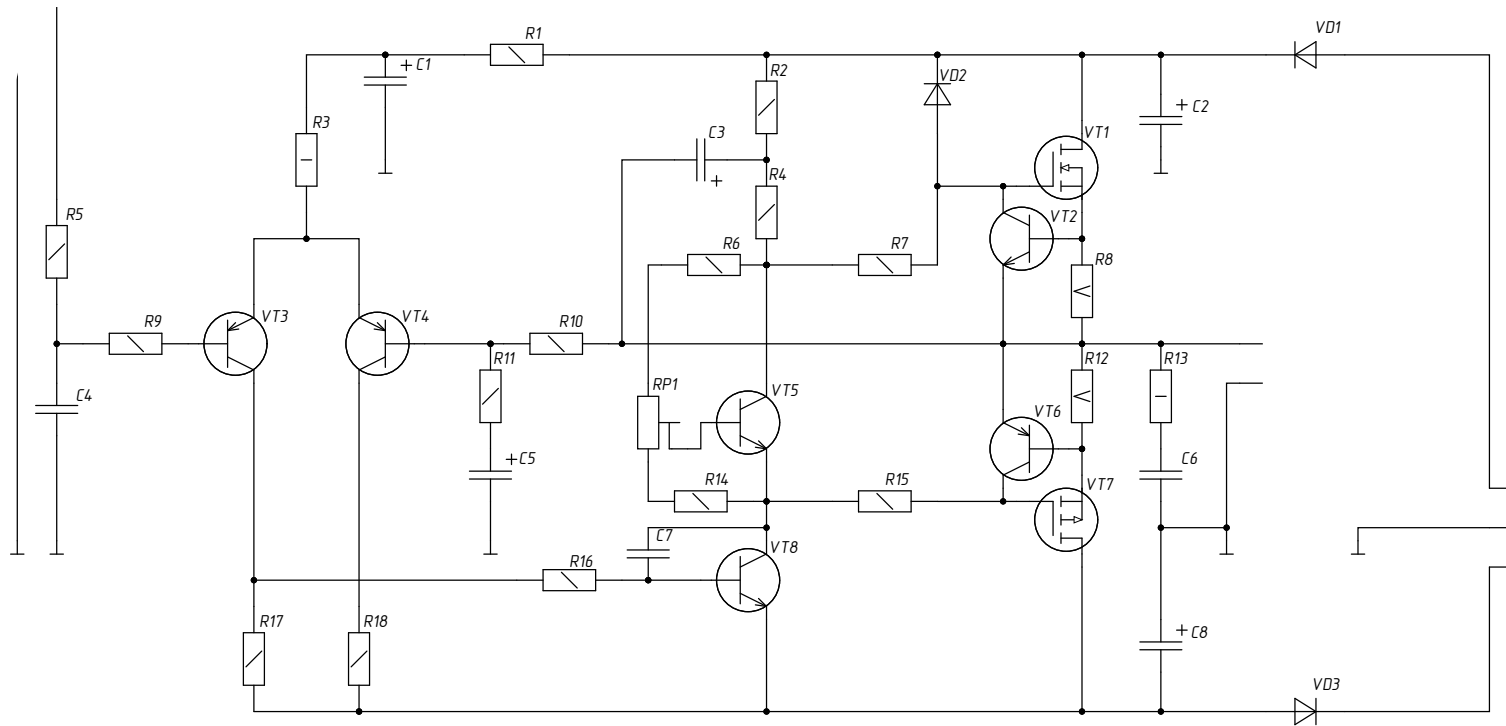 R1
VD1
C1
R2
VD2
C2
R3
C3
VT1
R4
R5
VT2
R6
R7
R8
R9
VT3
VT4
R10
R11
R12
R13
C4
RP1
VT5
VT6
C5
C6
R14
R15
VT7
C7
VT8
R16
R17
R18
C8
VD3